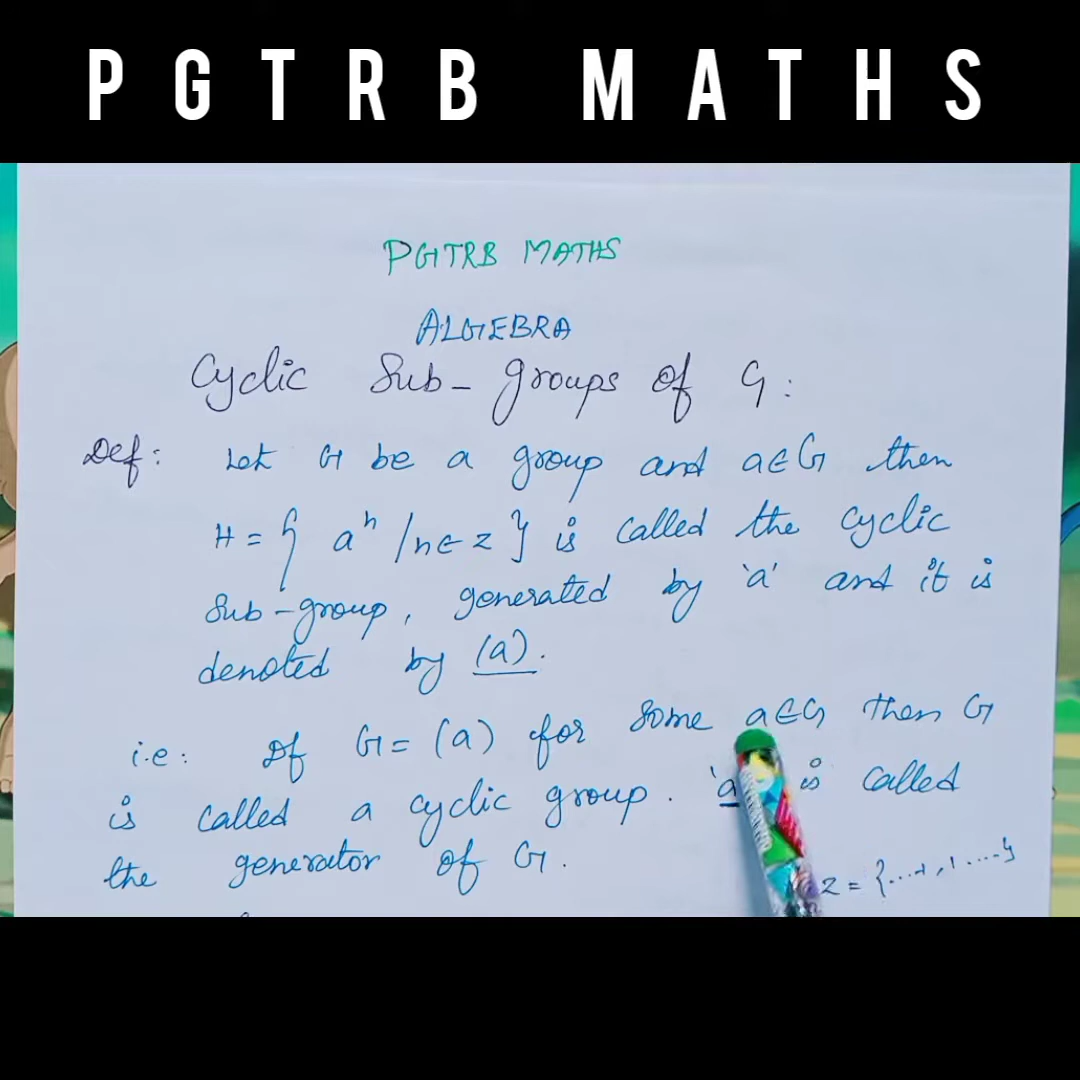 PGTRB MATHS
PGTRB MATHS
ALGEBRA
Cyclic Sub-groups of G:
Def: Let G be a group and a∈G then
H = { aⁿ /n∈ z } is called the cyclic
Sub-group, generated by 'a' and it is
denoted by (a).
i.e: If G = (a) for some a∈G then G
is called a cyclic group. 'a is called
the generator of G.
z = {...-1, 1 ....}